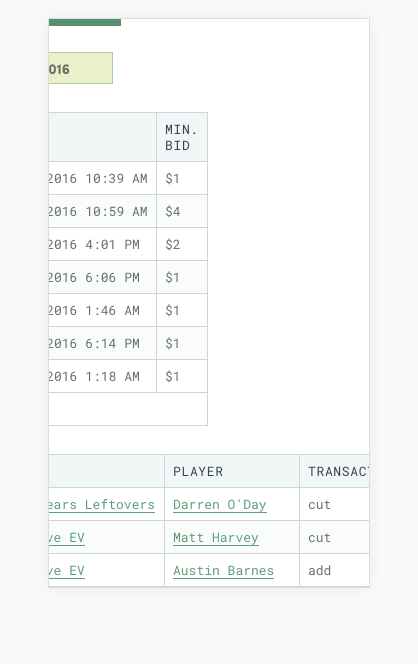 016
MIN.
BID
2016 10:39 AM $1
2016 10:59 AM $4
2016 4:01 PM $2
2016 6:06 PM $1
2016 1:46 AM $1
2016 6:14 PM $1
2016 1:18 AM $1
PLAYER TRANSACT
ears Leftovers Darren O'Day cut
ve EV Matt Harvey cut
ve EV Austin Barnes add